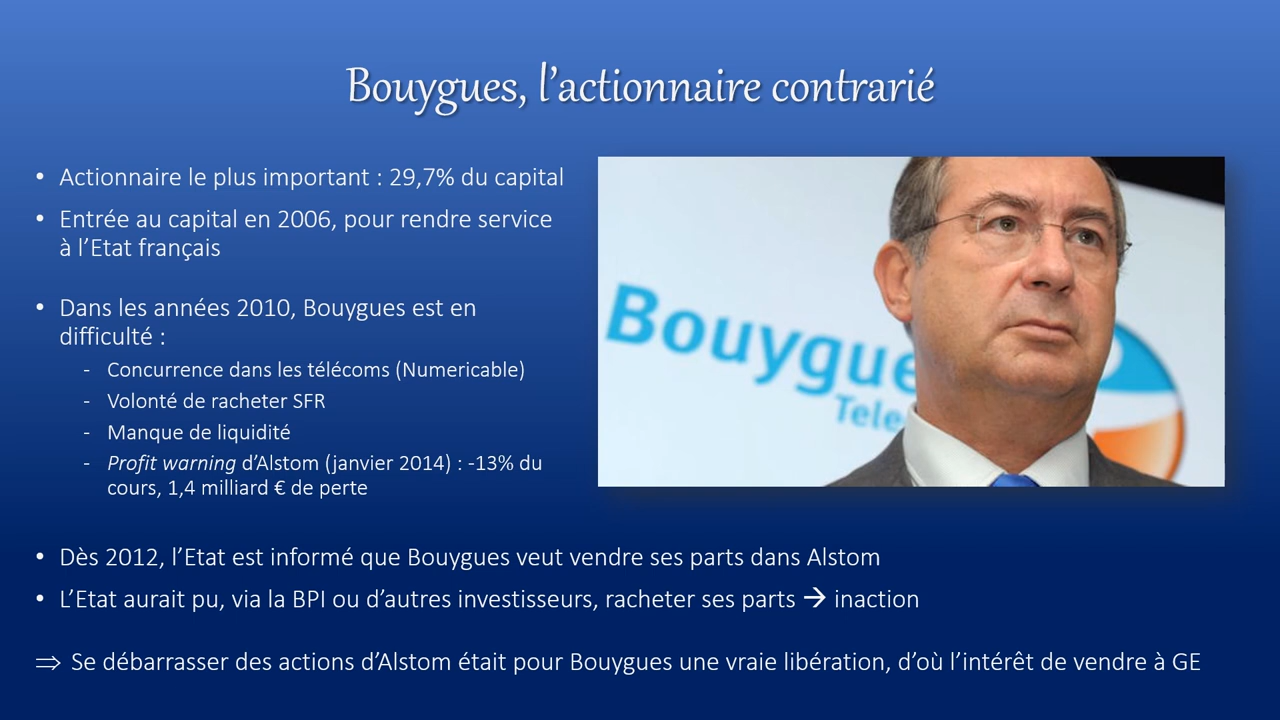 Bouygues, l’actionnaire contrarié
• Actionnaire le plus important : 29,7% du capital
• Entrée au capital en 2006, pour rendre service
à l’Etat français
• Dans les années 2010, Bouygues est en
difficulté :
- Concurrence dans les télécoms (Numericable)
- Volonté de racheter SFR
- Manque de liquidité
- Profit warning d’Alstom (janvier 2014) : -13% du
cours, 1,4 milliard € de perte
Bouygue
Tele
• Dès 2012, l’Etat est informé que Bouygues veut vendre ses parts dans Alstom
• L’Etat aurait pu, via la BPI ou d’autres investisseurs, racheter ses parts → inaction
⇒ Se débarrasser des actions d’Alstom était pour Bouygues une vraie libération, d’où l’intérêt de vendre à GE